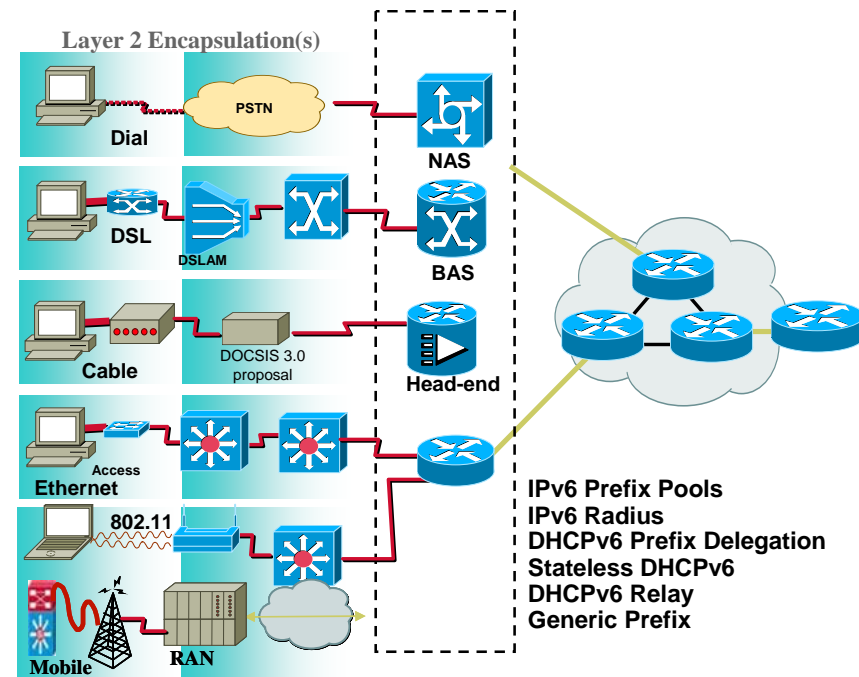 Layer 2 Encapsulation(s)
PSTN
Dial
NAS
DSL
DSLAM
BAS
DOCSIS 3.0
proposal
Cable
Head-end
Access
Ethernet
802.11
Mobile
RAN
IPv6 Prefix Pools
IPv6 Radius
DHCPv6 Prefix Delegation
Stateless DHCPv6
DHCPv6 Relay
Generic Prefix